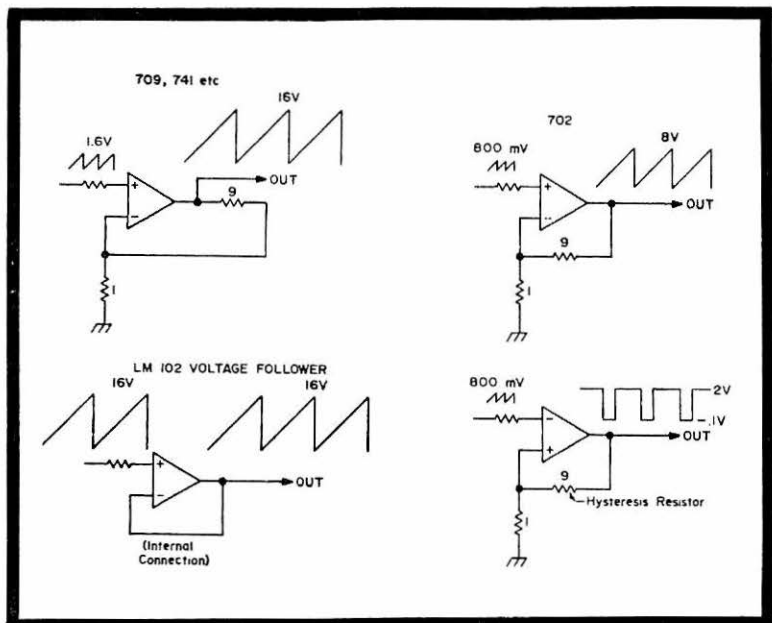 709, 741 etc
16V
1.6V
+
OUT
9
−
1
702
8V
800 mV
+
OUT
−
9
1
LM 102 VOLTAGE FOLLOWER
16V
16V
+
OUT
−
(Internal
Connection)
800 mV
2V
−.1V
−
OUT
+
9
Hysteresis Resistor
1